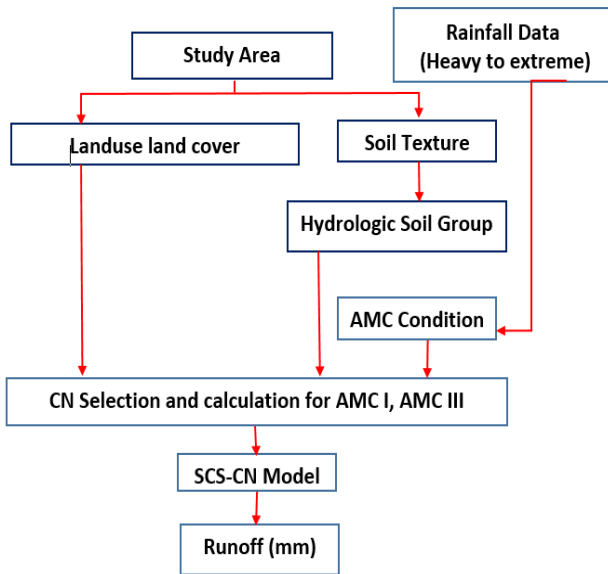 Rainfall Data
(Heavy to extreme)
Study Area
Landuse land cover
Soil Texture
Hydrologic Soil Group
AMC Condition
CN Selection and calculation for AMC I, AMC III
SCS-CN Model
Runoff (mm)